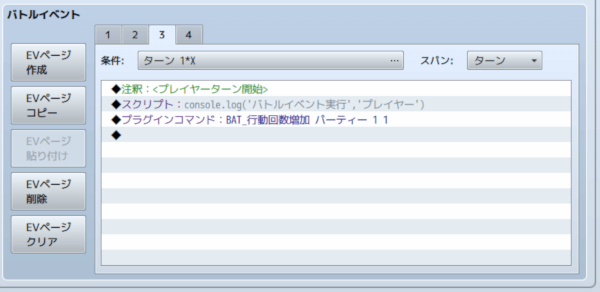 バトルイベント
1 2 3 4
EVページ
作成
条件: ターン 1*X ... スパン: ターン
EVページ
コピー
EVページ
貼り付け
EVページ
削除
EVページ
クリア
◆注釈：<プレイヤーターン開始>
◆スクリプト：console.log('バトルイベント実行','プレイヤー')
◆プラグインコマンド：BAT_行動回数増加 パーティー 1 1
◆